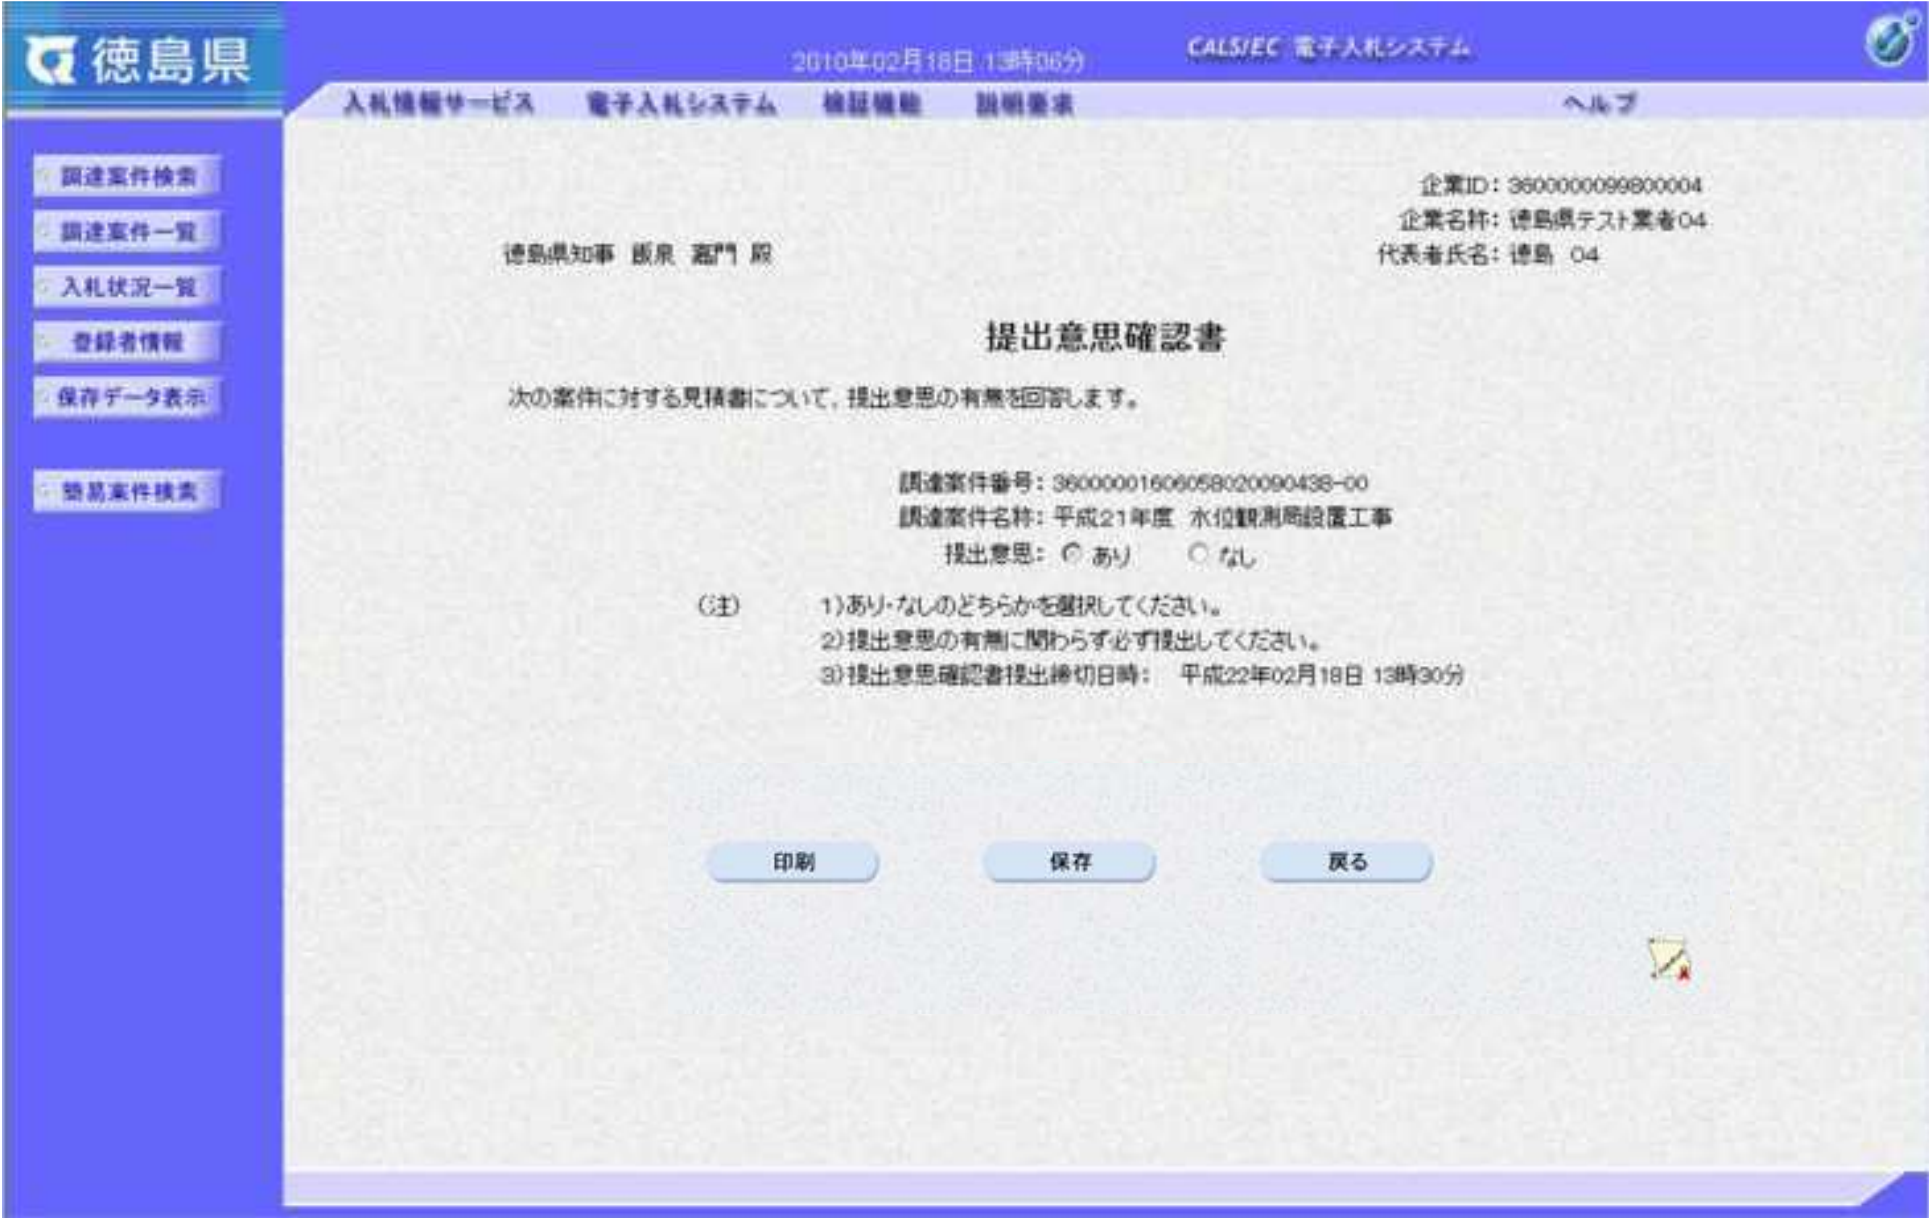 徳島県
2010年02月18日 13時06分
CALS/EC 電子入札システム
入札情報サービス 電子入札システム 検証機能 説明要求 ヘルプ
調達案件検索
調達案件一覧
入札状況一覧
登録者情報
保存データ表示
簡易案件検索
企業ID：3600000099800004
企業名称：徳島県テスト業者04
徳島県知事 飯泉 嘉門 殿
代表者氏名：徳島 04
提出意思確認書
次の案件に対する見積書について、提出意思の有無を回答します。
調達案件番号：36000001606058020090438-00
調達案件名称：平成21年度 水位観測局設置工事
提出意思： あり なし
（注） 1)あり・なしのどちらかを選択してください。
2)提出意思の有無に関わらず必ず提出してください。
3)提出意思確認書提出締切日時： 平成22年02月18日 13時30分
印刷 保存 戻る